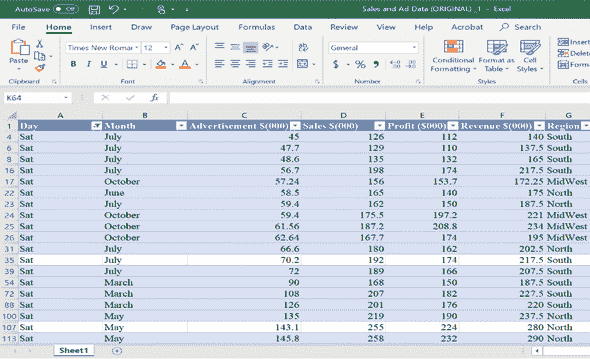 AutoSave Off Sales and Ad Data (ORIGINAL) _1 - Excel
File Home Insert Draw Page Layout Formulas Data Review View Help Acrobat Search
Paste Times New Roma 12 A A General Conditional Formatting Format as Table Cell Styles Insert Delete Form
B I U $ % 9
Clipboard Font Alignment Number Styles Cells
K64 fx
A B C D E F G
1 Day Month Advertisement $(000) Sales $(000) Profit ($000) Revenue $(000) Region
4 Sat July 45 126 112 140 South
6 Sat July 47.7 129 110 137.5 South
8 Sat July 48.6 135 132 165 South
16 Sat July 56.7 198 174 217.5 South
17 Sat October 57.24 156 153.7 172.25 MidWest
22 Sat June 58.5 165 140 175 North
23 Sat July 59.4 162 150 187.5 North
24 Sat October 59.4 175.5 197.2 221 MidWest
25 Sat October 61.56 187.2 208.8 234 MidWest
26 Sat October 62.64 167.7 174 195 MidWest
31 Sat July 66.6 180 162 202.5 North
35 Sat July 70.2 192 174 217.5 South
39 Sat July 72 189 166 207.5 South
54 Sat March 90 168 150 187.5 South
72 Sat March 108 207 182 227.5 South
88 Sat March 126 201 176 220 South
100 Sat May 135 219 190 237.5 North
107 Sat May 143.1 255 224 280 North
113 Sat May 145.8 258 232 290 North
Sheet1